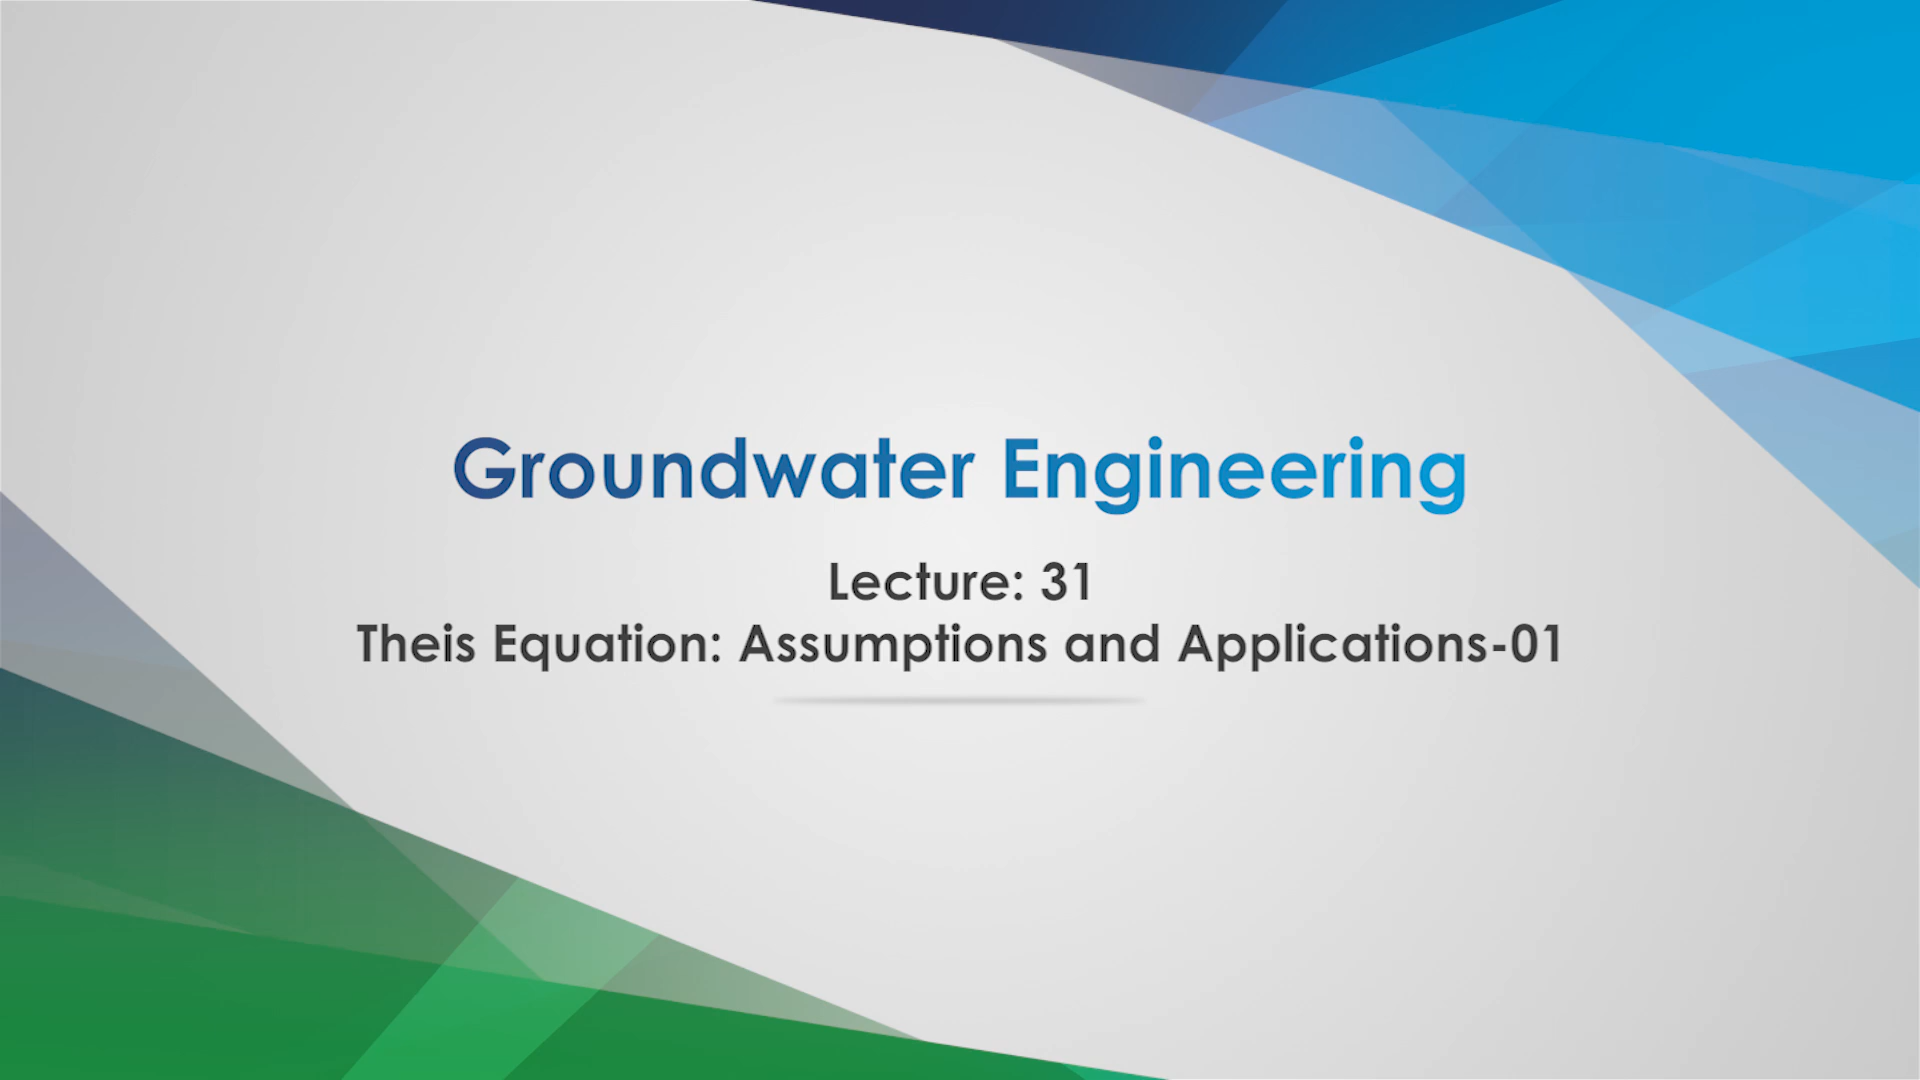 Groundwater Engineering
Lecture: 31
Theis Equation: Assumptions and Applications-01